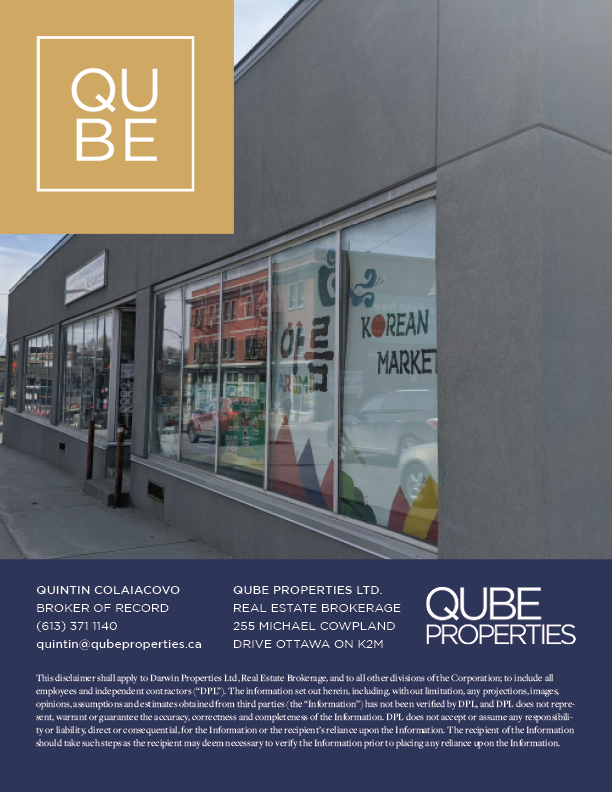 QU
BE
아름
AREUM
KOREAN
MARKET
QUINTIN COLAIACOVO
BROKER OF RECORD
(613) 371 1140
quintin@qubeproperties.ca
QUBE PROPERTIES LTD.
REAL ESTATE BROKERAGE
255 MICHAEL COWPLAND
DRIVE OTTAWA ON K2M
QUBE
PROPERTIES
This disclaimer shall apply to Darwin Properties Ltd, Real Estate Brokerage, and to all other divisions of the Corporation; to include all
employees and independent contractors (“DPL”). The information set out herein, including, without limitation, any projections, images,
opinions, assumptions and estimates obtained from third parties (the “Information”) has not been verified by DPL, and DPL does not repre-
sent, warrant or guarantee the accuracy, correctness and completeness of the Information. DPL does not accept or assume any responsibili-
ty or liability, direct or consequential, for the Information or the recipient’s reliance upon the Information. The recipient of the Information
should take such steps as the recipient may deem necessary to verify the Information prior to placing any reliance upon the Information.